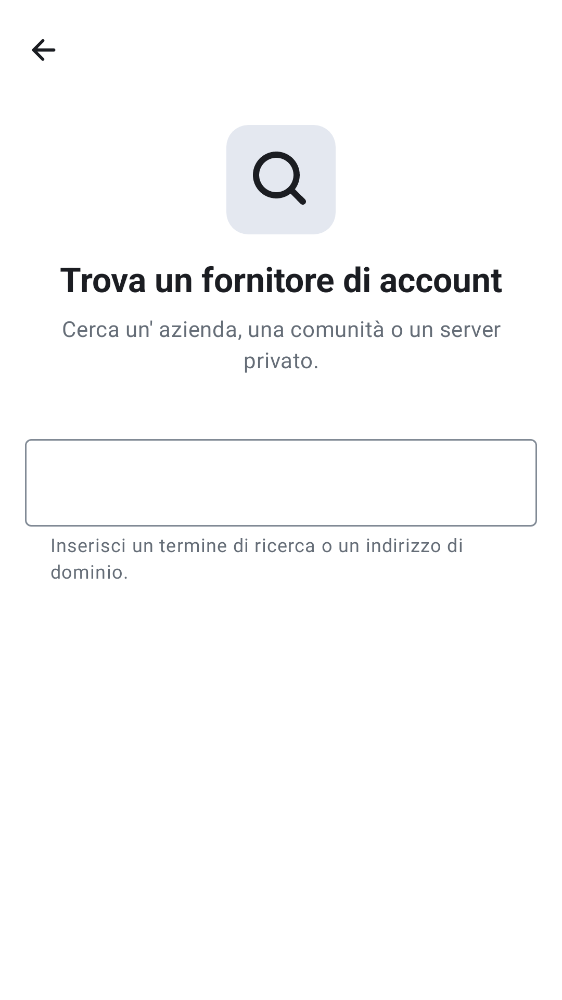 Trova un fornitore di account
Cerca un' azienda, una comunità o un server
privato.
Inserisci un termine di ricerca o un indirizzo di
dominio.